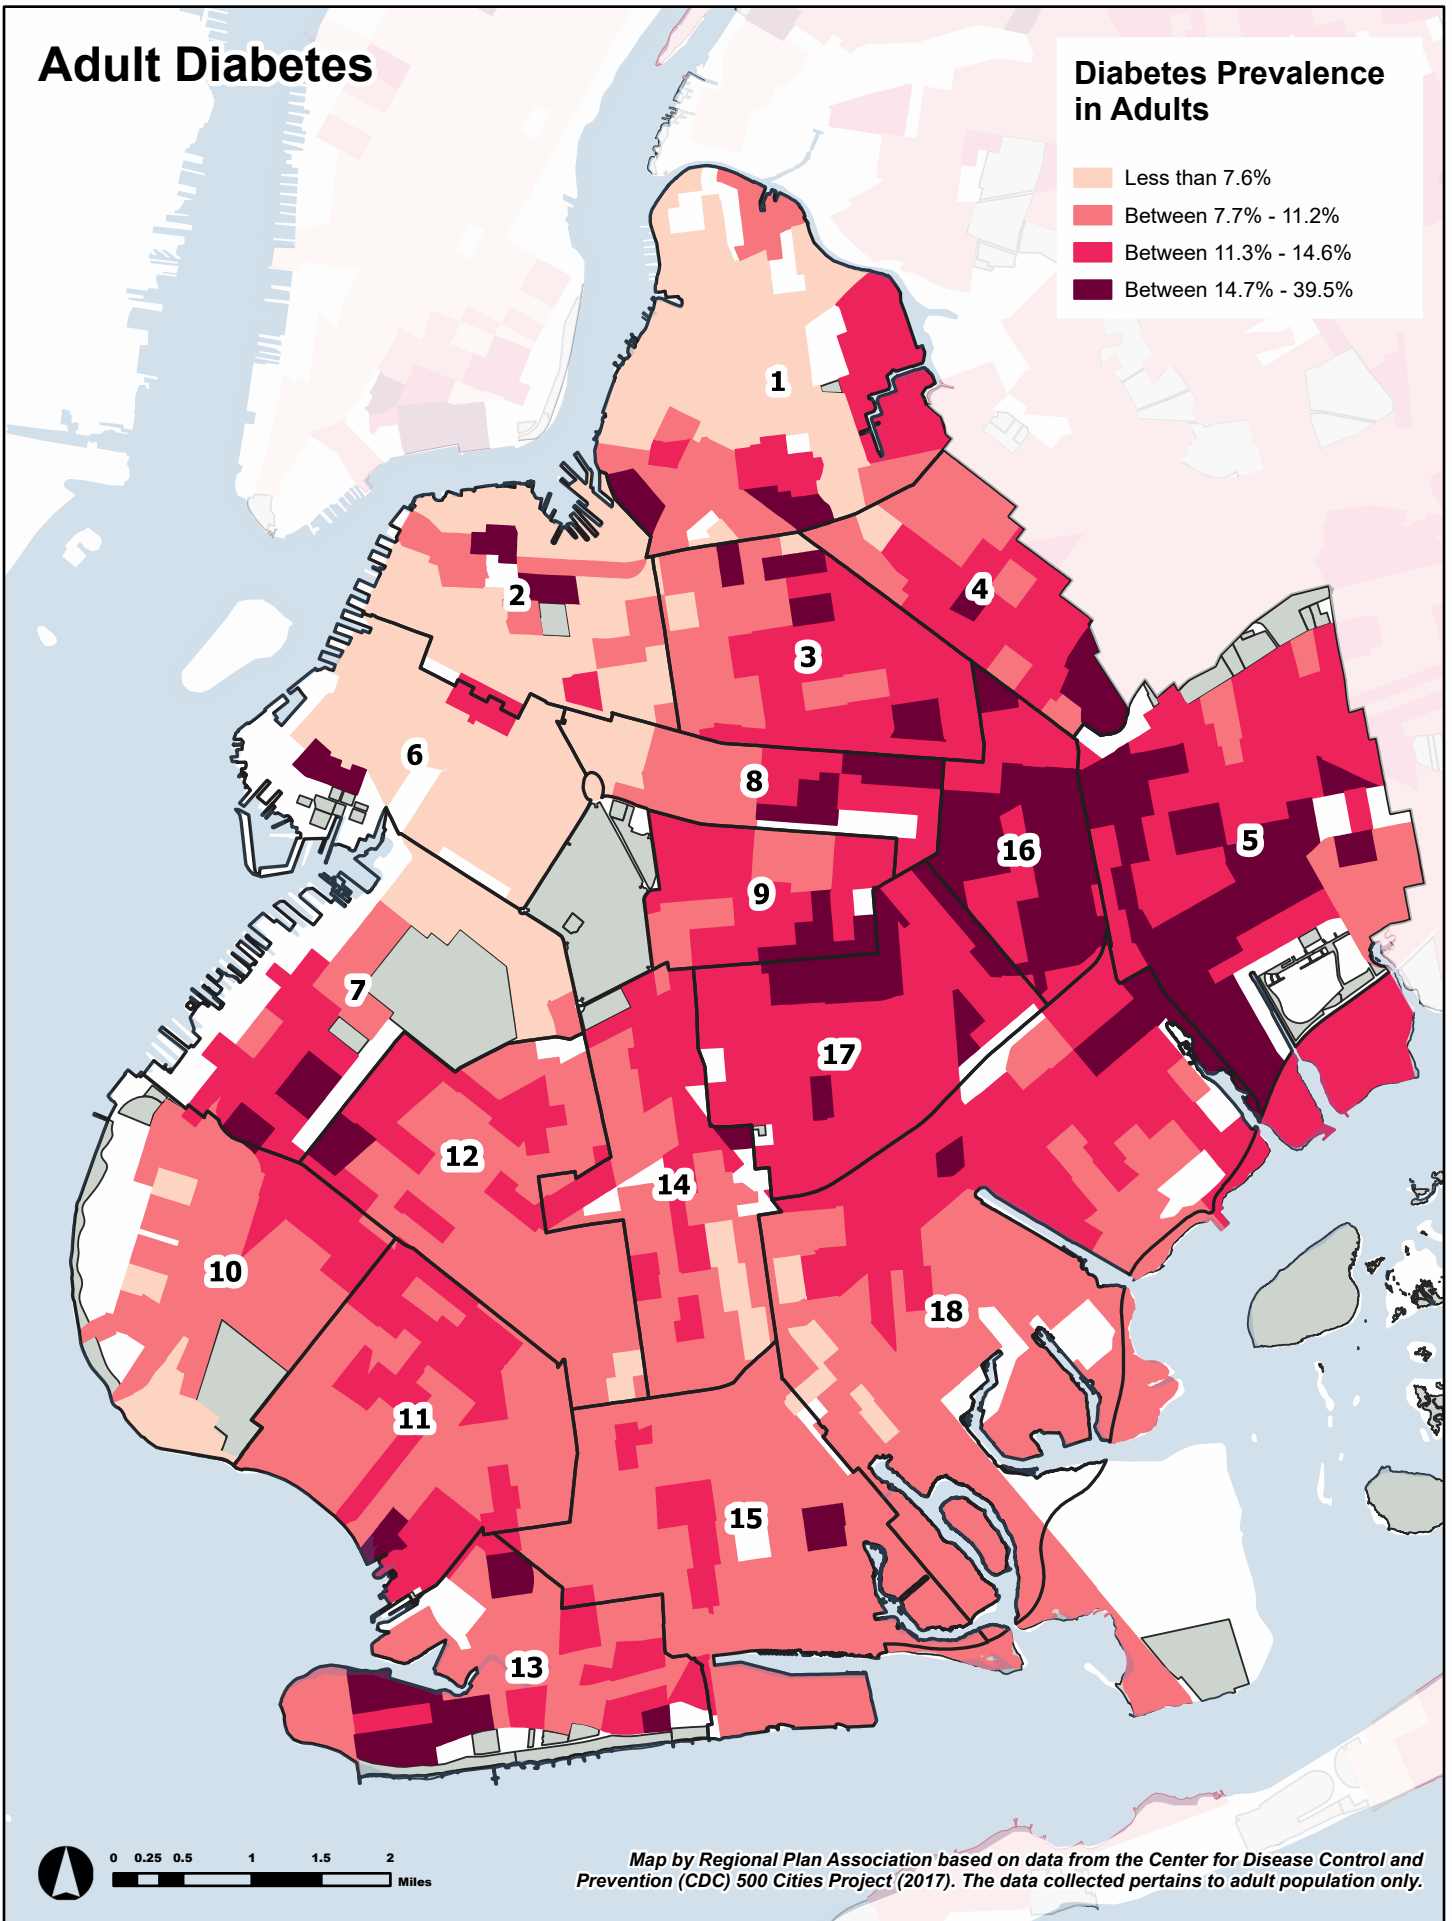 Adult Diabetes
Diabetes Prevalence
in Adults
Less than 7.6%
Between 7.7% - 11.2%
Between 11.3% - 14.6%
Between 14.7% - 39.5%
1
2
4
3
6
8
5
16
9
7
17
12
14
10
18
11
15
13
0 0.25 0.5 1 1.5 2
Miles
Map by Regional Plan Association based on data from the Center for Disease Control and
Prevention (CDC) 500 Cities Project (2017). The data collected pertains to adult population only.